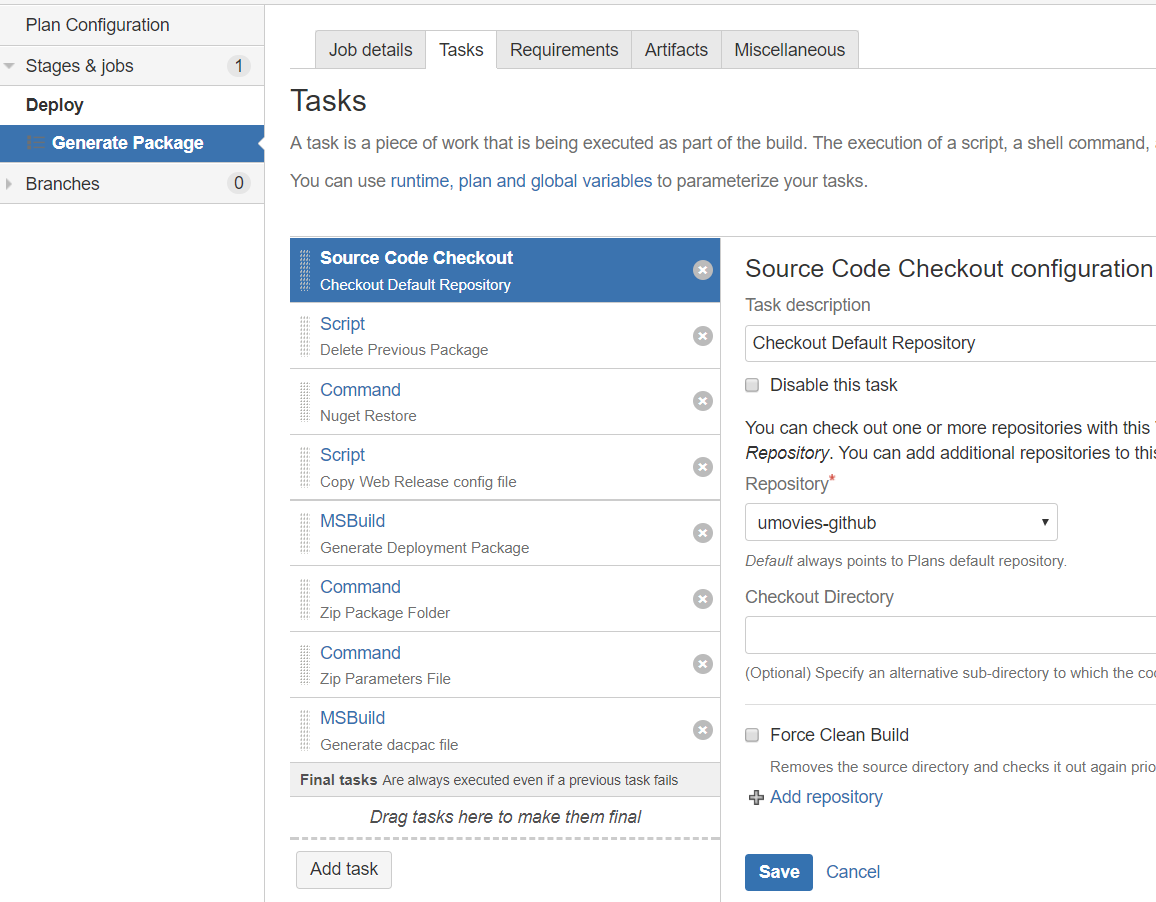 Plan Configuration
Stages & jobs 1
Deploy
Generate Package
Branches 0
Job details Tasks Requirements Artifacts Miscellaneous
Tasks
A task is a piece of work that is being executed as part of the build. The execution of a script, a shell command,
You can use runtime, plan and global variables to parameterize your tasks.
Source Code Checkout
Checkout Default Repository
Script
Delete Previous Package
Command
Nuget Restore
Script
Copy Web Release config file
MSBuild
Generate Deployment Package
Command
Zip Package Folder
Command
Zip Parameters File
MSBuild
Generate dacpac file
Final tasks Are always executed even if a previous task fails
Drag tasks here to make them final
Add task
Source Code Checkout configuration
Task description
Checkout Default Repository
Disable this task
You can check out one or more repositories with this
Repository. You can add additional repositories to this
Repository*
umovies-github
Default always points to Plans default repository.
Checkout Directory
(Optional) Specify an alternative sub-directory to which the
Force Clean Build
Removes the source directory and checks it out again
Add repository
Save Cancel